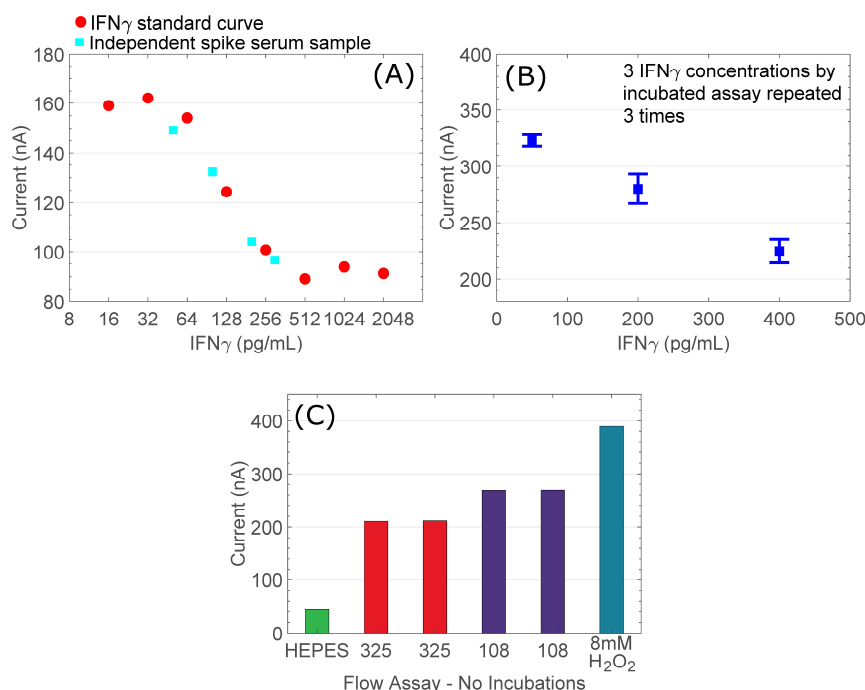 IFNγ standard curve
Independent spike serum sample
(A)
180
160
140
120
100
80
8 16 32 64 128 256 512 1024 2048
Current (nA)
IFNγ (pg/mL)
(B)
3 IFNγ concentrations by
incubated assay repeated
3 times
400
350
300
250
200
0 100 200 300 400 500
Current (nA)
IFNγ (pg/mL)
(C)
400
300
200
100
0
Current (nA)
HEPES 325 325 108 108 8mM
H₂O₂
Flow Assay - No Incubations